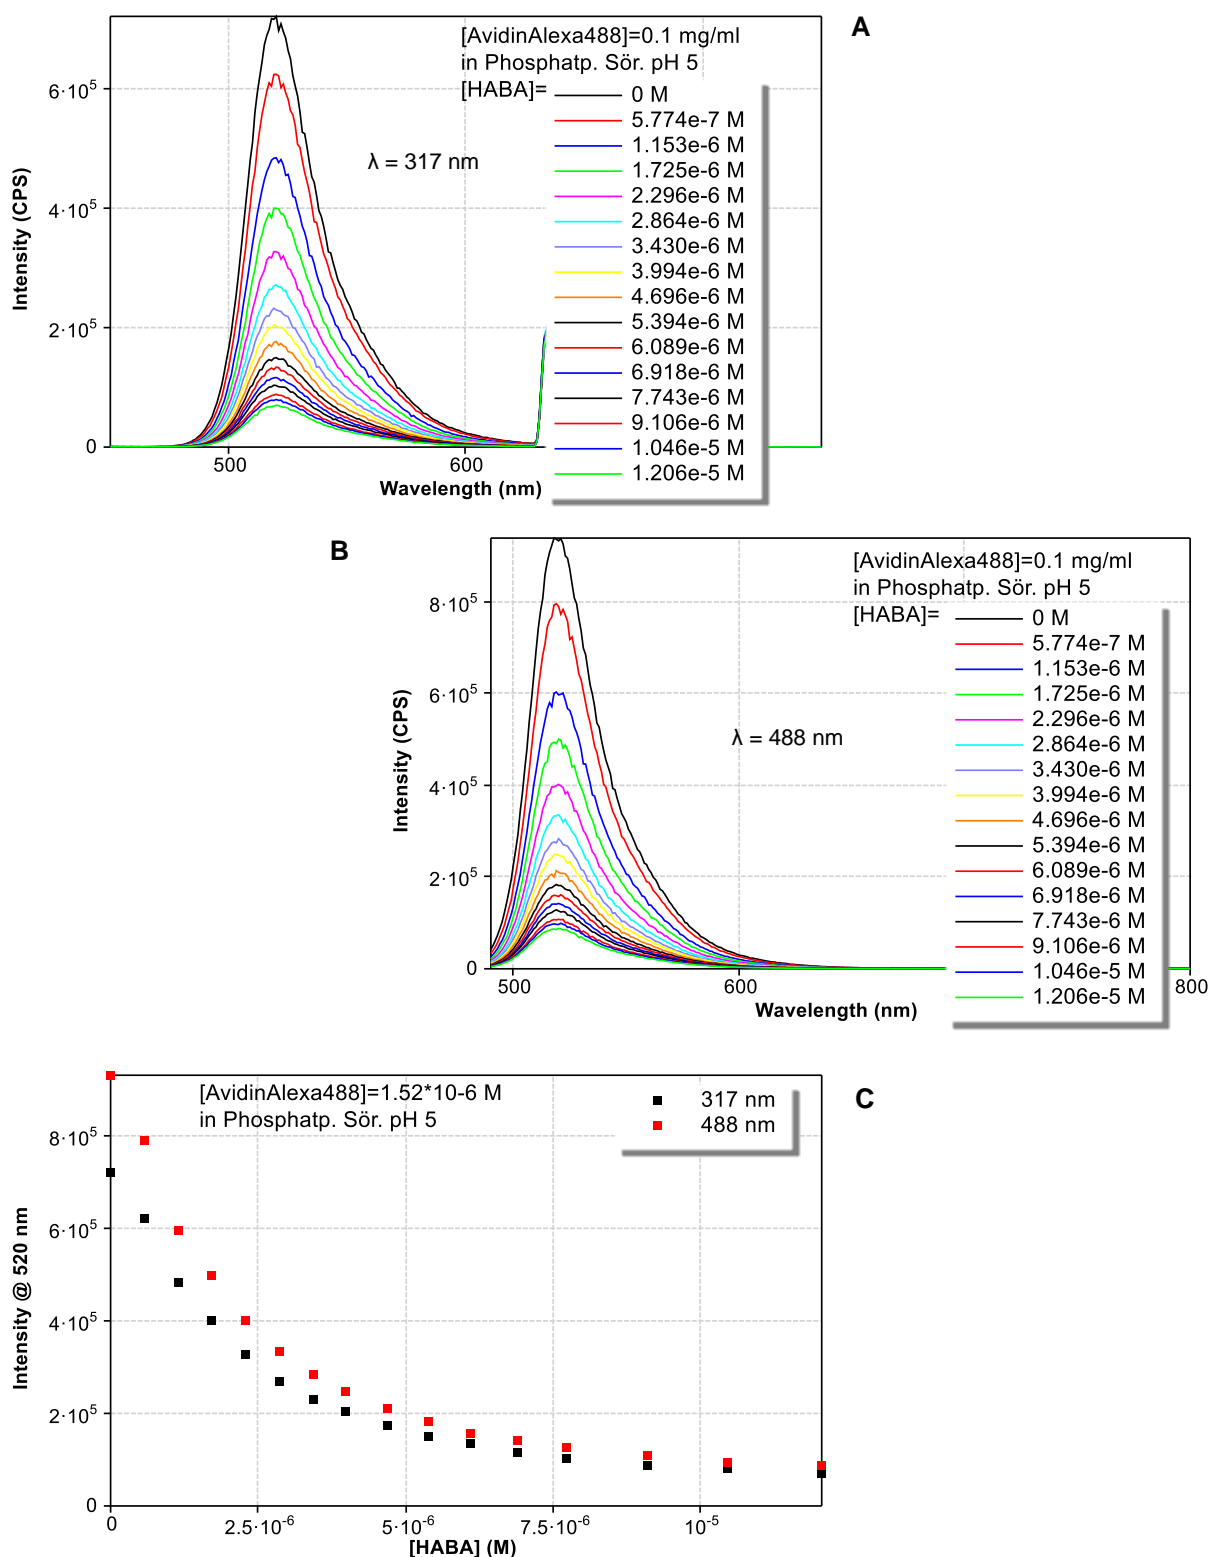 A
[AvidinAlexa488]=0.1 mg/ml
in Phosphatp. Sör. pH 5
[HABA]=
0 M
5.774e-7 M
1.153e-6 M
1.725e-6 M
2.296e-6 M
2.864e-6 M
3.430e-6 M
3.994e-6 M
4.696e-6 M
5.394e-6 M
6.089e-6 M
6.918e-6 M
7.743e-6 M
9.106e-6 M
1.046e-5 M
1.206e-5 M
λ = 317 nm
Intensity (CPS)
6·10⁵
4·10⁵
2·10⁵
0
500
600
Wavelength (nm)
B
[AvidinAlexa488]=0.1 mg/ml
in Phosphatp. Sör. pH 5
[HABA]=
0 M
5.774e-7 M
1.153e-6 M
1.725e-6 M
2.296e-6 M
2.864e-6 M
3.430e-6 M
3.994e-6 M
4.696e-6 M
5.394e-6 M
6.089e-6 M
6.918e-6 M
7.743e-6 M
9.106e-6 M
1.046e-5 M
1.206e-5 M
λ = 488 nm
Intensity (CPS)
8·10⁵
6·10⁵
4·10⁵
2·10⁵
0
500
600
800
Wavelength (nm)
C
[AvidinAlexa488]=1.52*10-6 M
in Phosphatp. Sör. pH 5
317 nm
488 nm
Intensity @ 520 nm
8·10⁵
6·10⁵
4·10⁵
2·10⁵
0
0
2.5·10⁻⁶
5·10⁻⁶
7.5·10⁻⁶
10⁻⁵
[HABA] (M)